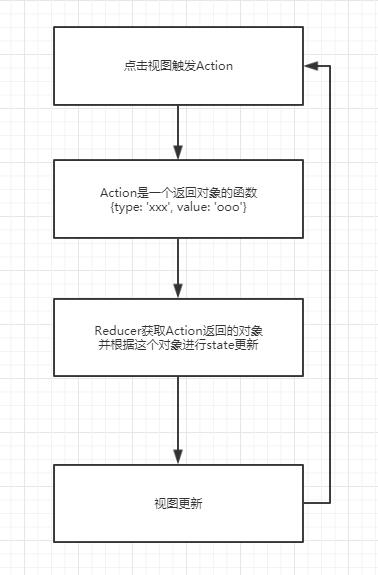 点击视图触发Action
Action是一个返回对象的函数
{type: 'xxx', value: 'ooo'}
Reducer获取Action返回的对象
并根据这个对象进行state更新
视图更新